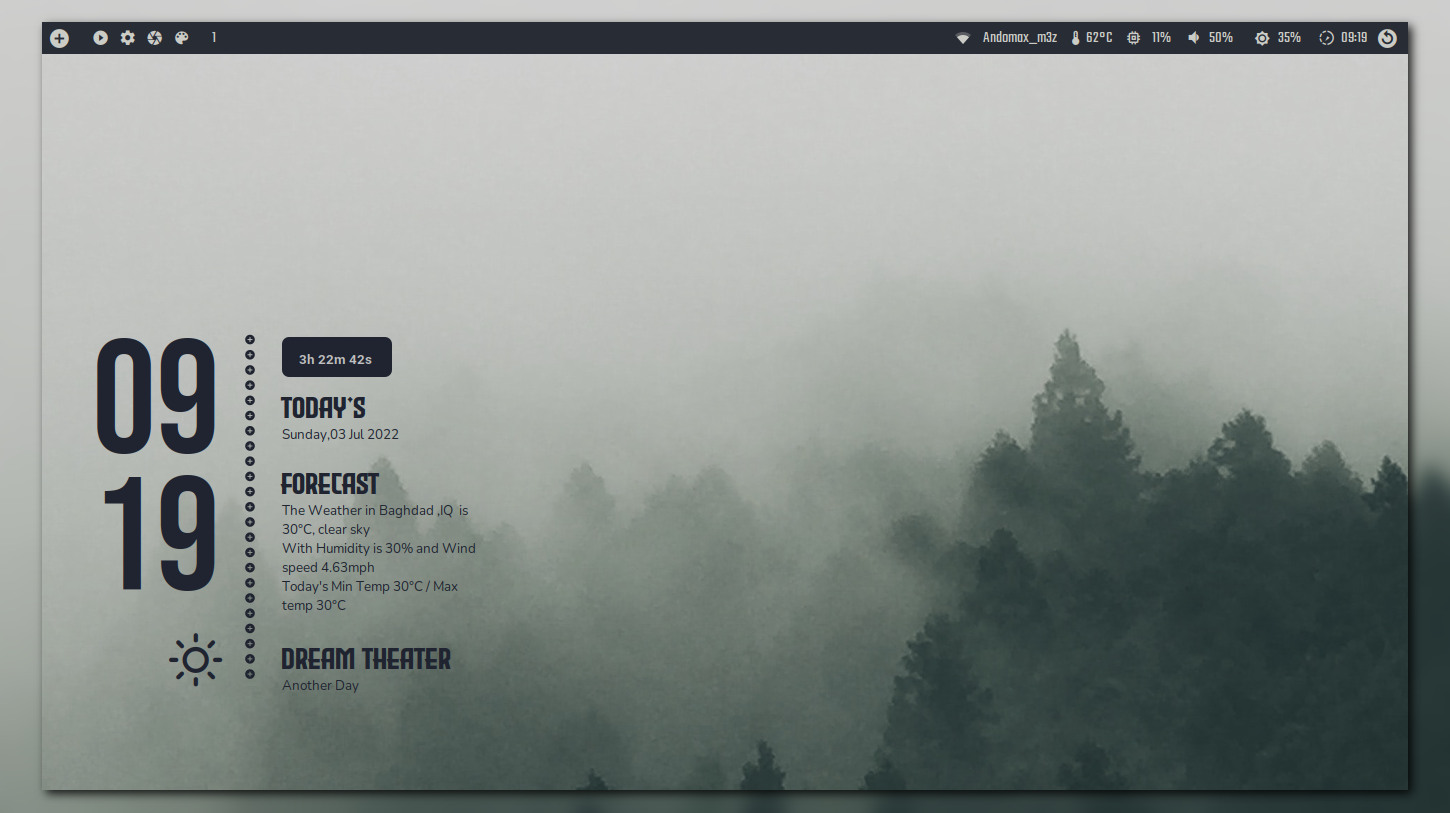 1
Andomax_m3z 62°C 11% 50% 35% 09:19
09
19
3h 22m 42s
TODAY'S
Sunday,03 Jul 2022
FORECAST
The Weather in Baghdad ,IQ is
30°C, clear sky
With Humidity is 30% and Wind
speed 4.63mph
Today's Min Temp 30°C / Max
temp 30°C
DREAM THEATER
Another Day